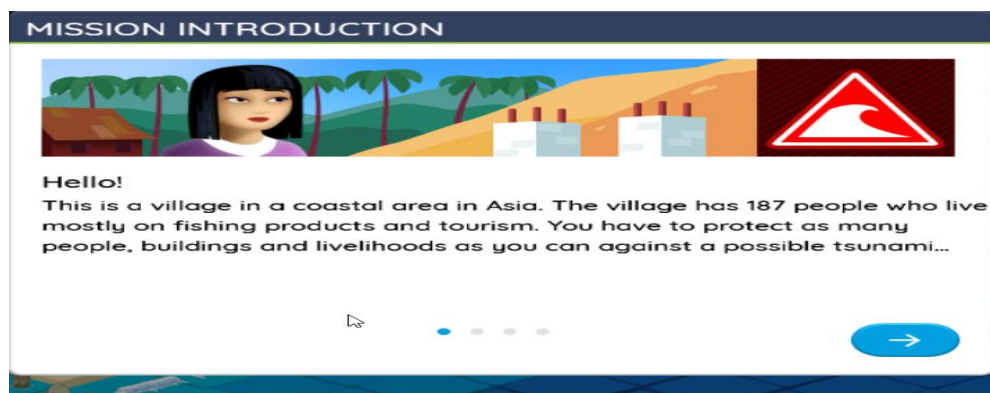 MISSION INTRODUCTION
Hello!
This is a village in a coastal area in Asia. The village has 187 people who live
mostly on fishing products and tourism. You have to protect as many
people, buildings and livelihoods as you can against a possible tsunami...